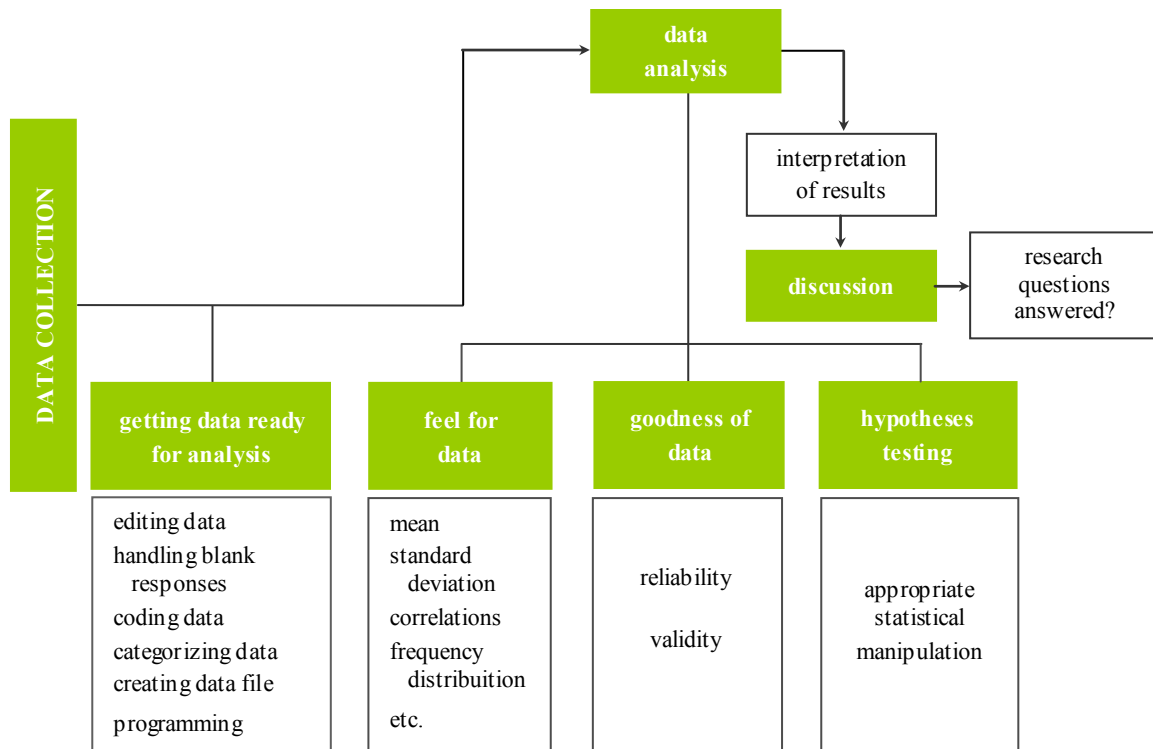 data
analysis
interpretation
of results
discussion
research
questions
answered?
DATA COLLECTION
getting data ready
for analysis
editing data
handling blank
responses
coding data
categorizing data
creating data file
programming
feel for
data
mean
standard
deviation
correlations
frequency
distribuition
etc.
goodness of
data
reliability
validity
hypotheses
testing
appropriate
statistical
manipulation